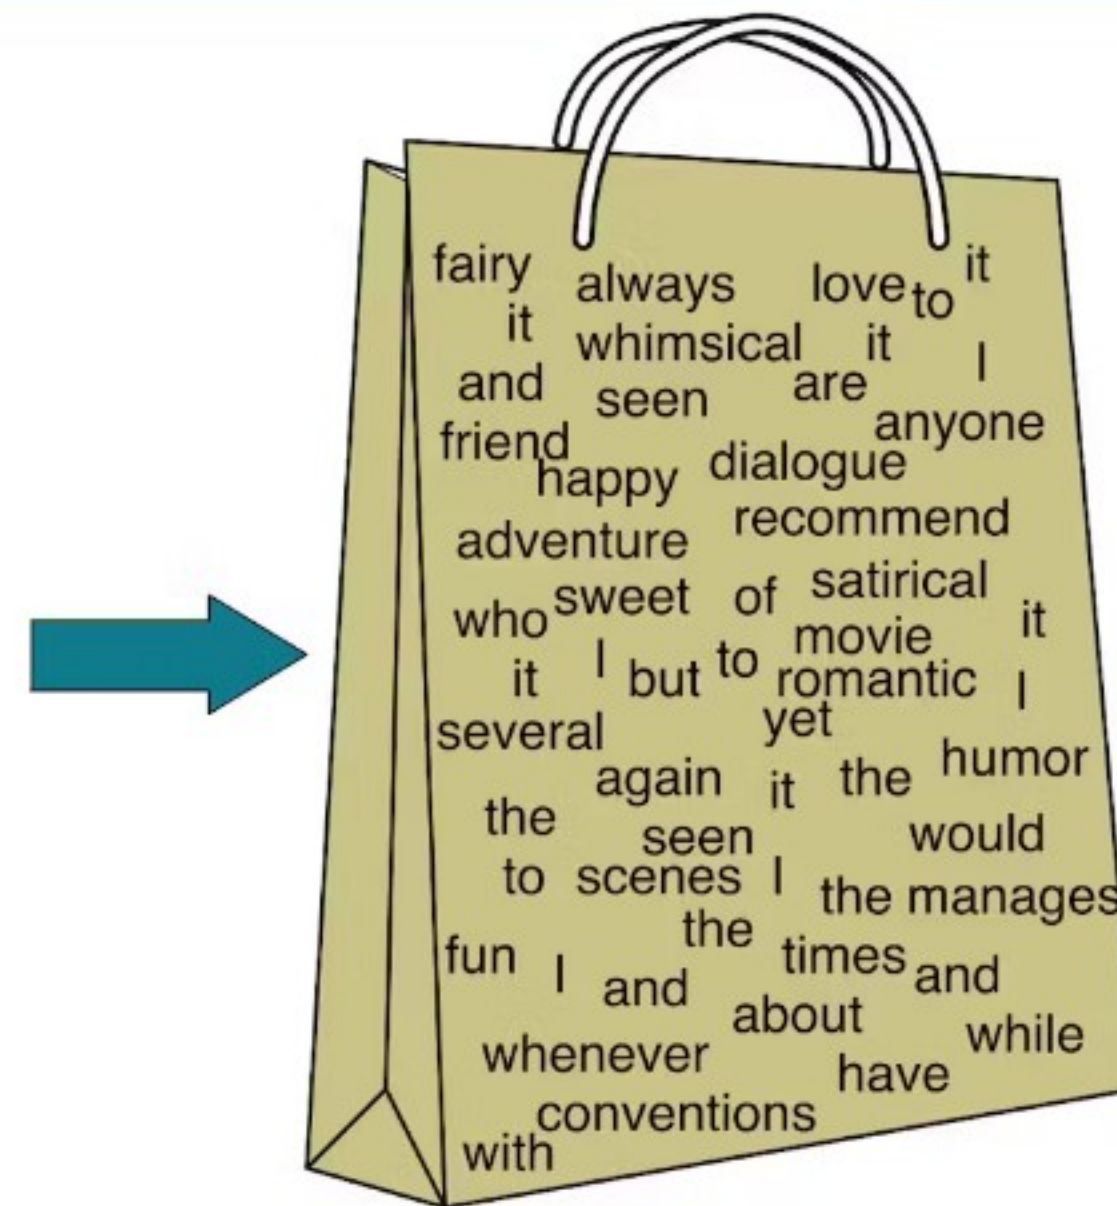 fairy always love to it
it whimsical it I
and seen are anyone
friend happy dialogue
adventure recommend
who sweet of satirical it
it I but to movie romantic I
several yet
again it the humor
the seen would
to scenes I the manages
fun I and the times and
about while
whenever have
conventions
with